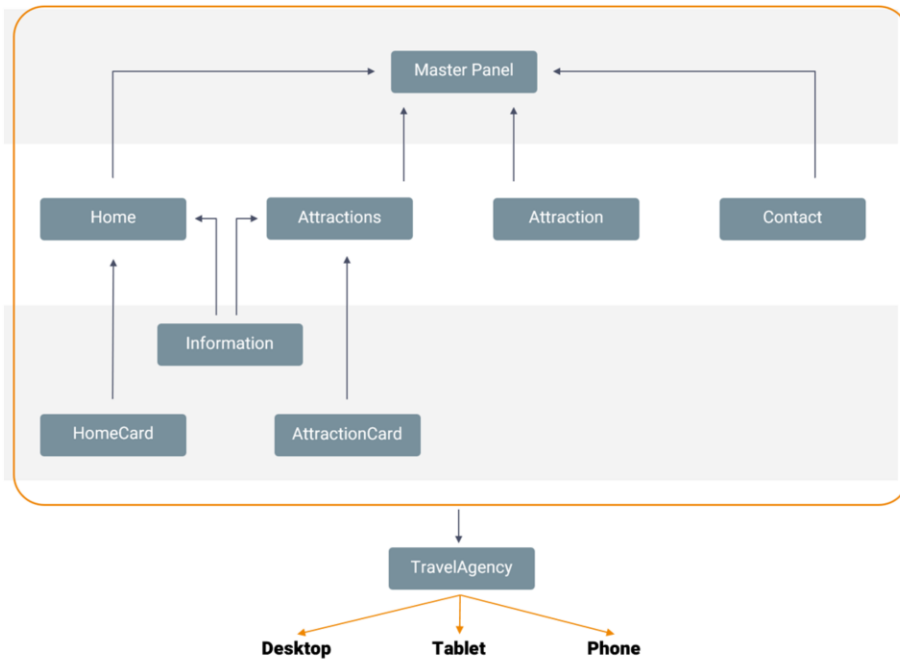 Master Panel
Home
Attractions
Attraction
Contact
Information
HomeCard
AttractionCard
TravelAgency
Desktop
Tablet
Phone